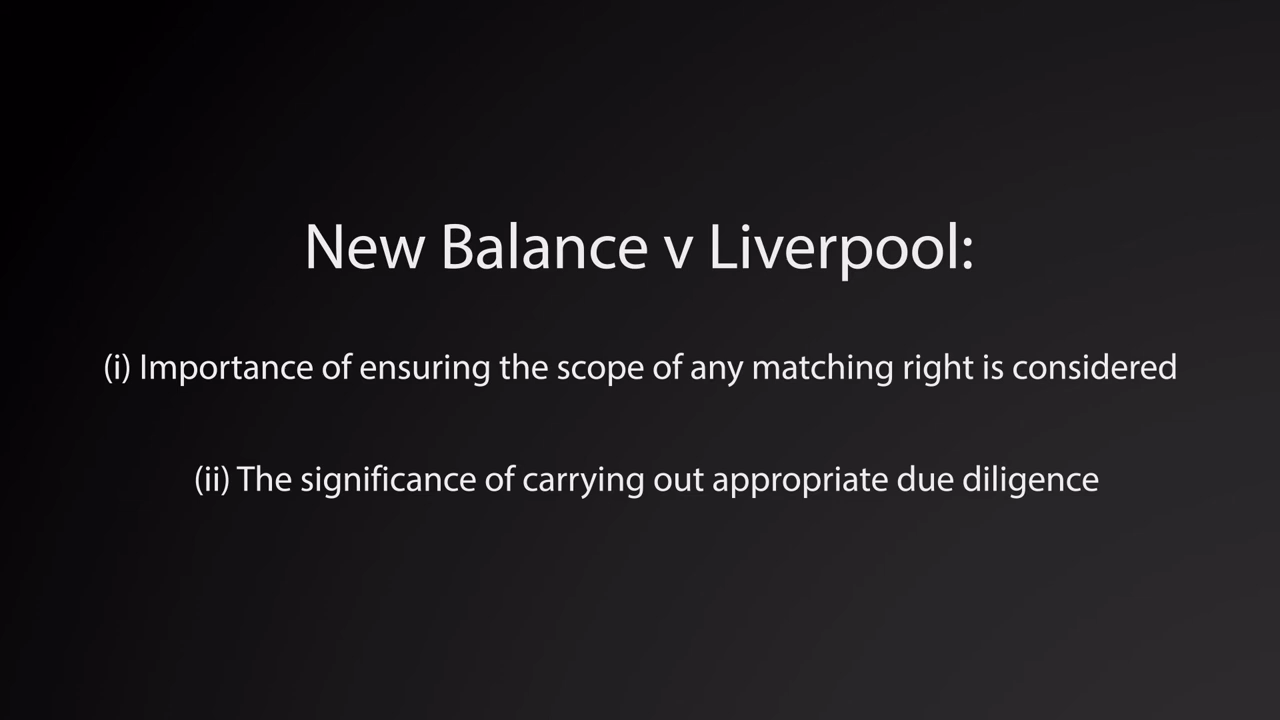 New Balance v Liverpool:
(i) Importance of ensuring the scope of any matching right is considered
(ii) The significance of carrying out appropriate due diligence